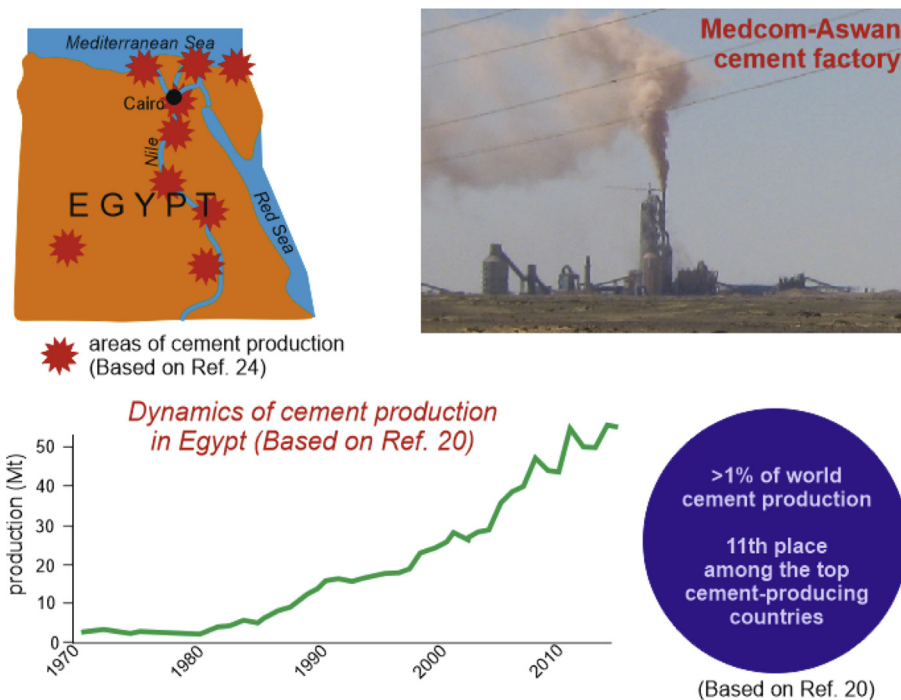 Mediterranean Sea
Cairo
Nile
EGYPT
Red Sea
areas of cement production
(Based on Ref. 24)
Medcom-Aswan
cement factory
Dynamics of cement production
in Egypt (Based on Ref. 20)
production (Mt)
50
40
30
20
10
0
1970
1980
1990
2000
2010
>1% of world
cement production
11th place
among the top
cement-producing
countries
(Based on Ref. 20)